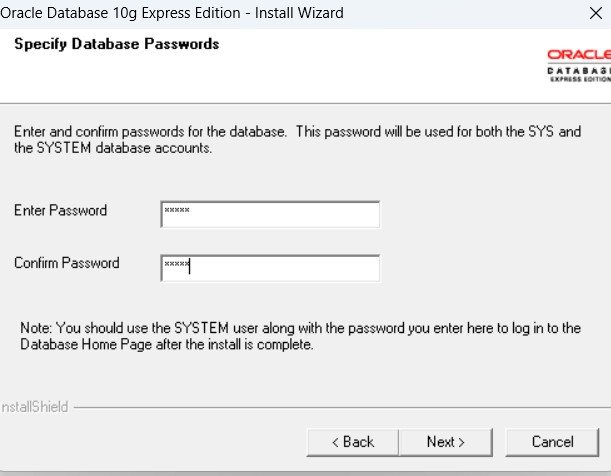 Oracle Database 10g Express Edition - Install Wizard
Specify Database Passwords
ORACLE
DATABASE
EXPRESS EDITION
Enter and confirm passwords for the database. This password will be used for both the SYS and
the SYSTEM database accounts.
Enter Password
*****
Confirm Password
*****
Note: You should use the SYSTEM user along with the password you enter here to log in to the
Database Home Page after the install is complete.
nstallShield
< Back
Next >
Cancel